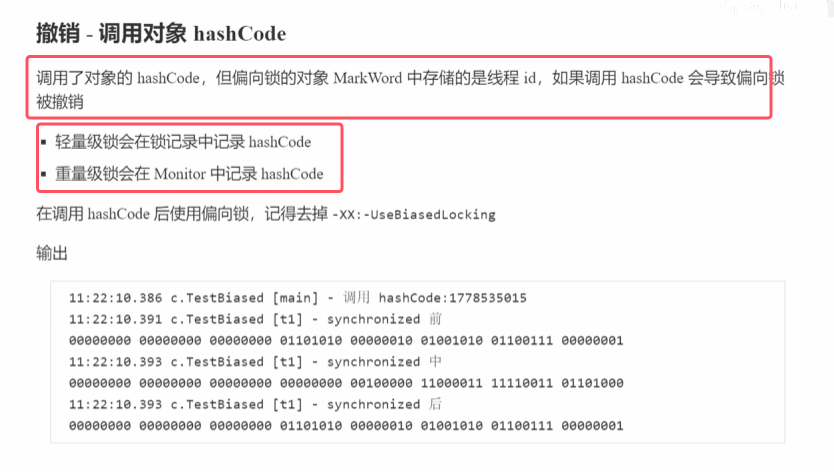 撤销 - 调用对象 hashCode
调用了对象的 hashCode，但偏向锁的对象 MarkWord 中存储的是线程 id，如果调用 hashCode 会导致偏向锁
被撤销
▪ 轻量级锁会在锁记录中记录 hashCode
▪ 重量级锁会在 Monitor 中记录 hashCode
在调用 hashCode 后使用偏向锁，记得去掉 -XX:-UseBiasedLocking
输出
11:22:10.386 c.TestBiased [main] - 调用 hashCode:1778535015
11:22:10.391 c.TestBiased [t1] - synchronized 前
00000000 00000000 00000000 01101010 00000010 01001010 01100111 00000001
11:22:10.393 c.TestBiased [t1] - synchronized 中
00000000 00000000 00000000 00000000 00100000 11000011 11110011 01101000
11:22:10.393 c.TestBiased [t1] - synchronized 后
00000000 00000000 00000000 01101010 00000010 01001010 01100111 00000001